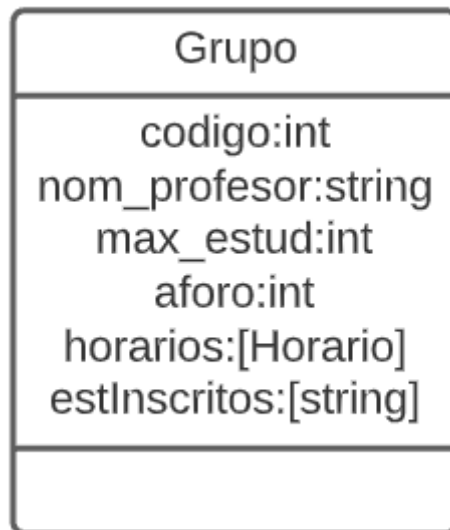 Grupo
codigo:int
nom_profesor:string
max_estud:int
aforo:int
horarios:[Horario]
estInscritos:[string]